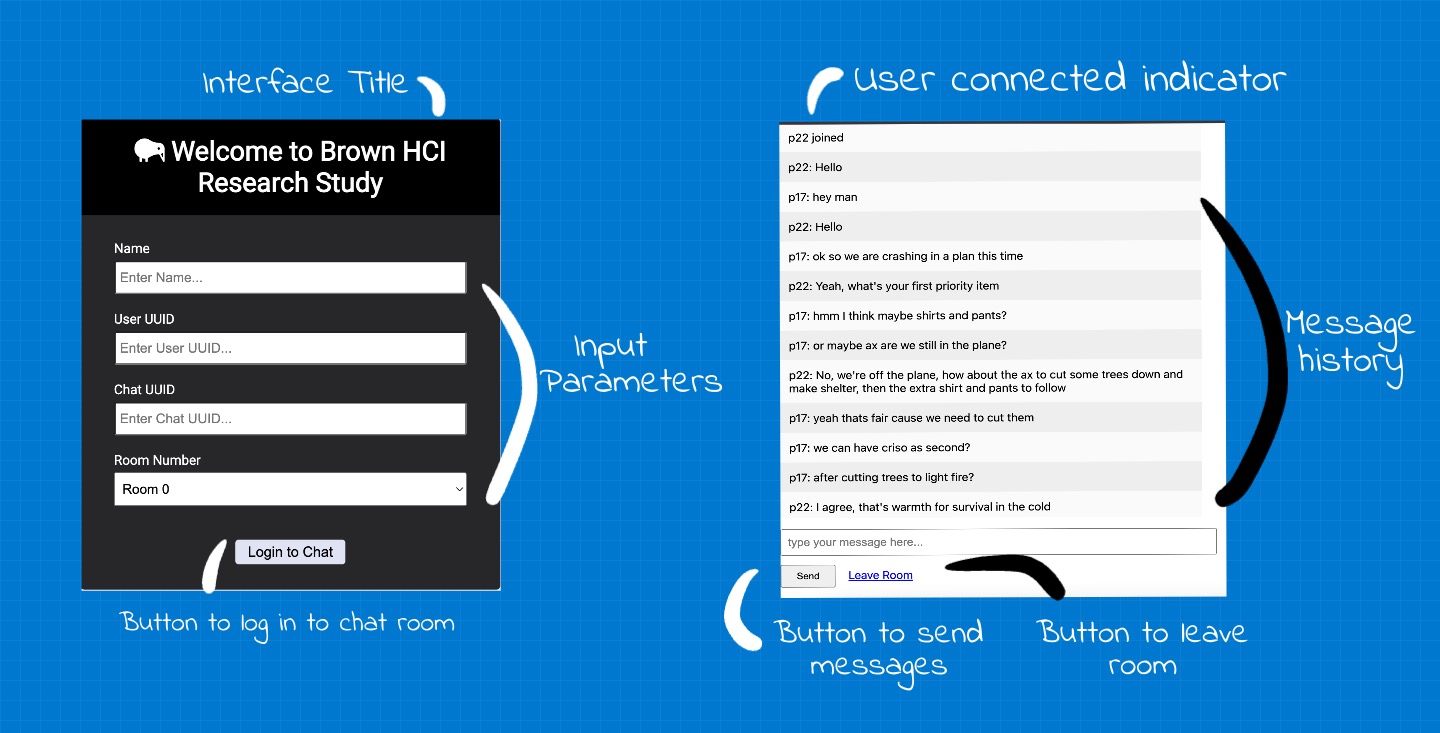 Interface Title
Welcome to Brown HCI
Research Study
Name
Enter Name...
User UUID
Enter User UUID...
Chat UUID
Enter Chat UUID...
Room Number
Room 0
Login to Chat
Input
Parameters
Button to log in to chat room
User connected indicator
p22 joined
p22: Hello
p17: hey man
p22: Hello
p17: ok so we are crashing in a plan this time
p22: Yeah, what's your first priority item
p17: hmm I think maybe shirts and pants?
p17: or maybe ax are we still in the plane?
p22: No, we're off the plane, how about the ax to cut some trees down and
make shelter, then the extra shirt and pants to follow
p17: yeah thats fair cause we need to cut them
p17: we can have criso as second?
p17: after cutting trees to light fire?
p22: I agree, that's warmth for survival in the cold
type your message here...
Send
Leave Room
Message
history
Button to send
messages
Button to leave
room